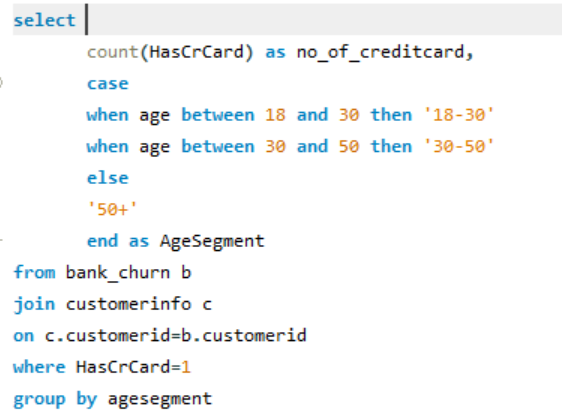 select
count(HasCrCard) as no_of_creditcard,
case
when age between 18 and 30 then '18-30'
when age between 30 and 50 then '30-50'
else
'50+'
end as AgeSegment
from bank_churn b
join customerinfo c
on c.customerid=b.customerid
where HasCrCard=1
group by agesegment